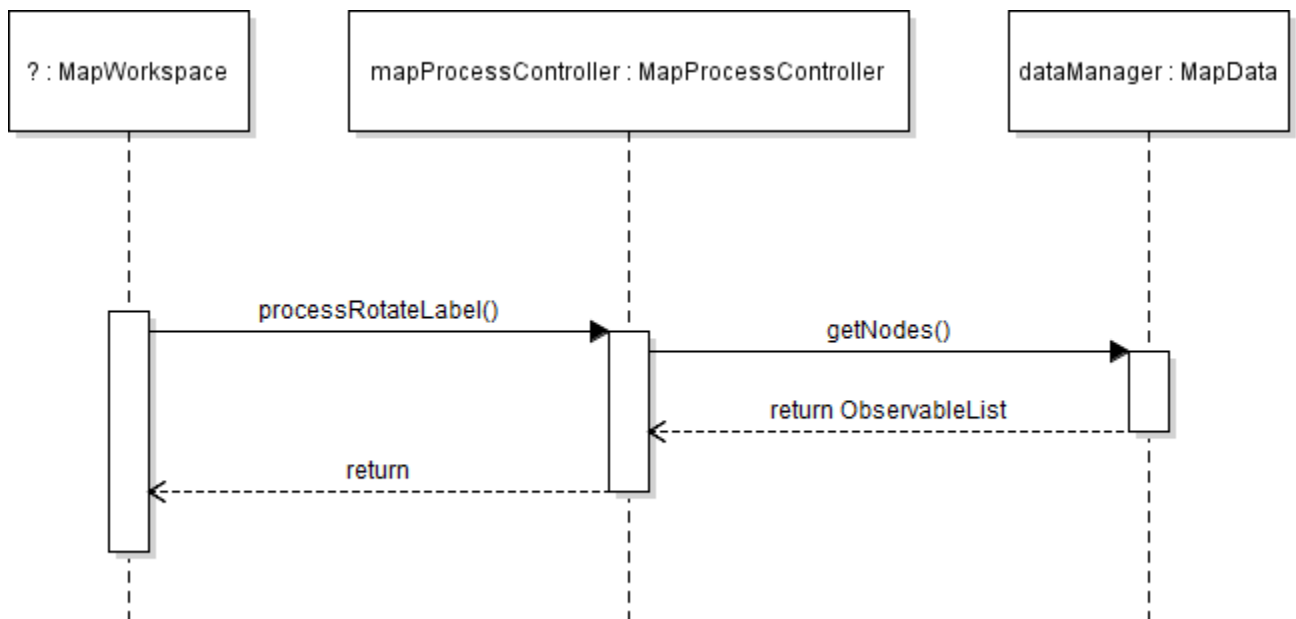 ? : MapWorkspace
mapProcessController : MapProcessController
dataManager : MapData
processRotateLabel()
getNodes()
return ObservableList
return